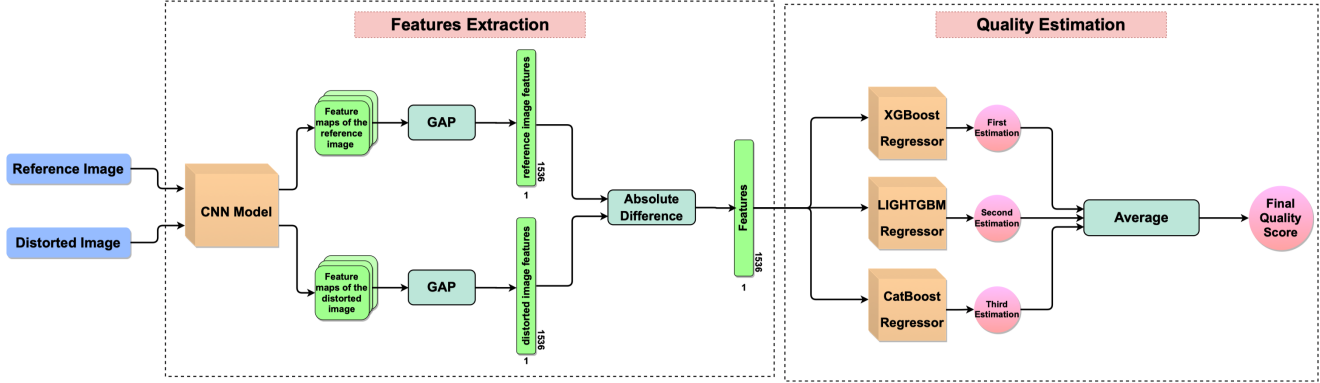 Features Extraction
Quality Estimation
Reference Image
Distorted Image
CNN Model
Feature
maps of the
reference
image
GAP
reference image features
1536
1
Feature
maps of the
distorted
image
GAP
distorted image features
1536
1
Absolute
Difference
Features
1536
1
XGBoost
Regressor
First
Estimation
LIGHTGBM
Regressor
Second
Estimation
CatBoost
Regressor
Third
Estimation
Average
Final
Quality
Score